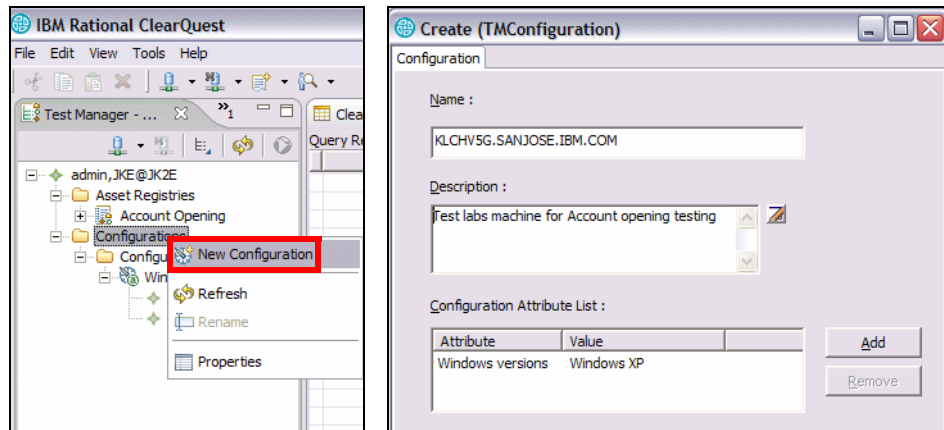 IBM Rational ClearQuest
File Edit View Tools Help
Test Manager - ...
»1
Clea
Query Re
admin,JKE@JK2E
Asset Registries
Account Opening
Configurations
Configu
Win
New Configuration
Refresh
Rename
Properties
Create (TMConfiguration)
Configuration
Name :
KLCHV5G.SANJOSE.IBM.COM
Description :
Test labs machine for Account opening testing
Configuration Attribute List :
Attribute Value
Windows versions Windows XP
Add
Remove